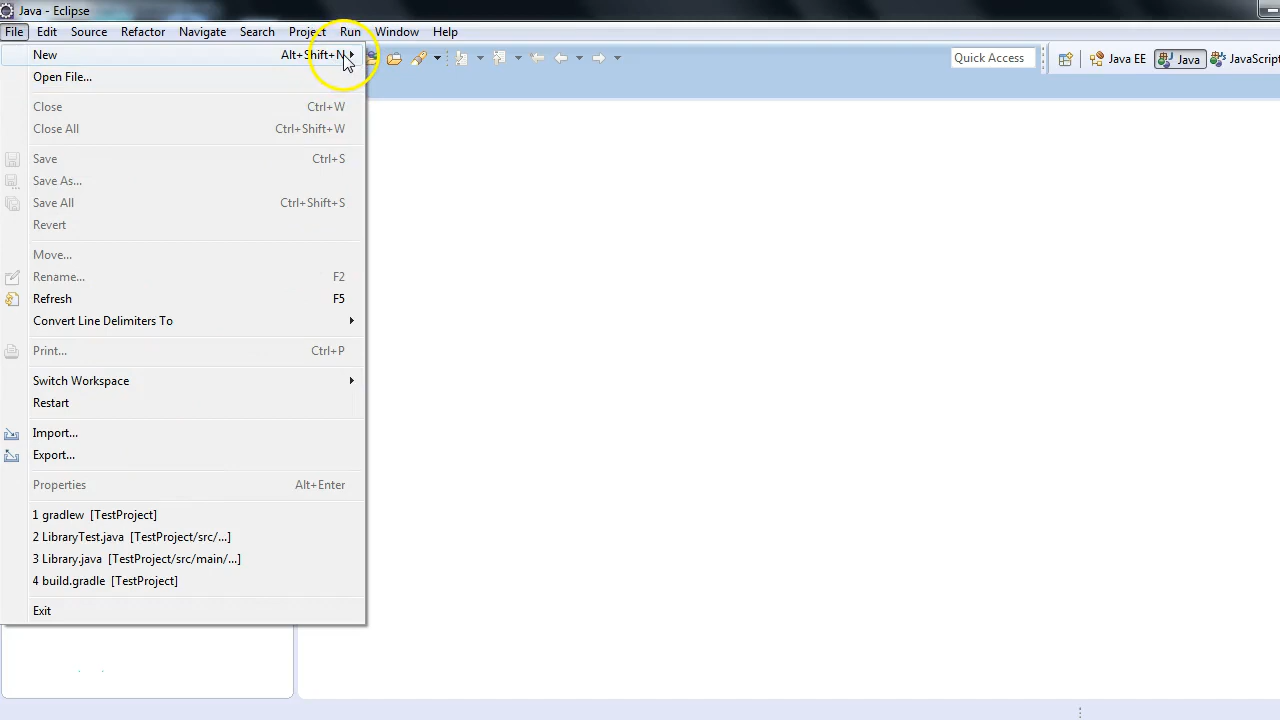 Java - Eclipse
File Edit Source Refactor Navigate Search Project Run Window Help
New Alt+Shift+N
Open File...
Quick Access Java EE Java JavaScript
Close Ctrl+W
Close All Ctrl+Shift+W
Save Ctrl+S
Save As...
Save All Ctrl+Shift+S
Revert
Move...
Rename... F2
Refresh F5
Convert Line Delimiters To
Print... Ctrl+P
Switch Workspace
Restart
Import...
Export...
Properties Alt+Enter
1 gradlew [TestProject]
2 LibraryTest.java [TestProject/src/...]
3 Library.java [TestProject/src/main/...]
4 build.gradle [TestProject]
Exit